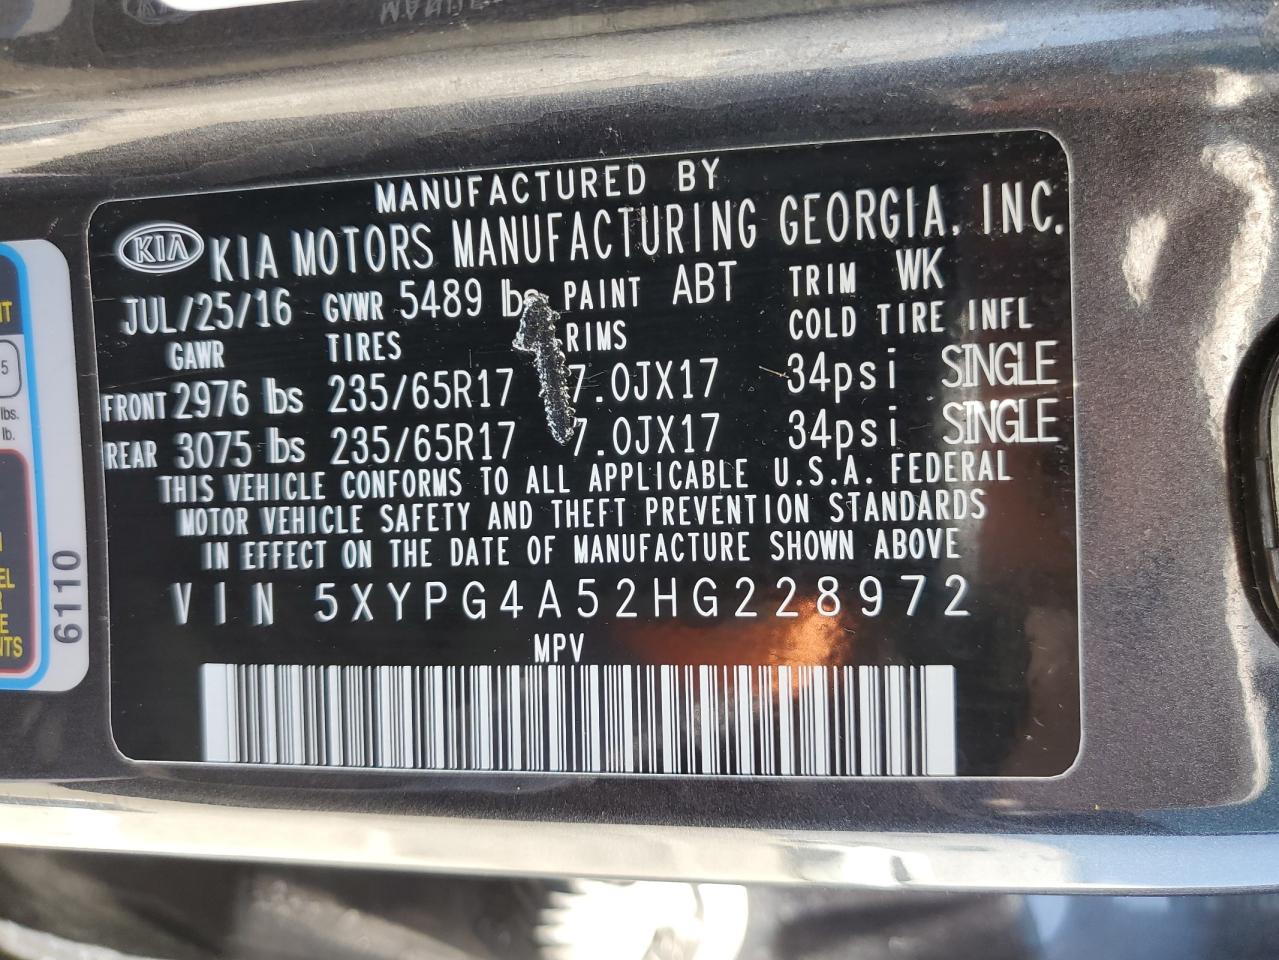 MANUFACTURED BY
KIA KIA MOTORS MANUFACTURING GEORGIA, INC.
JUL/25/16 GVWR 5489 lbs PAINT ABT TRIM WK
GAWR TIRES RIMS COLD TIRE INFL
FRONT 2976 lbs 235/65R17 7.0JX17 34psi SINGLE
REAR 3075 lbs 235/65R17 7.0JX17 34psi SINGLE
THIS VEHICLE CONFORMS TO ALL APPLICABLE U.S.A. FEDERAL
MOTOR VEHICLE SAFETY AND THEFT PREVENTION STANDARDS
IN EFFECT ON THE DATE OF MANUFACTURE SHOWN ABOVE
VIN 5XYPG4A52HG228972
MPV
5
lbs.
lb.
6110